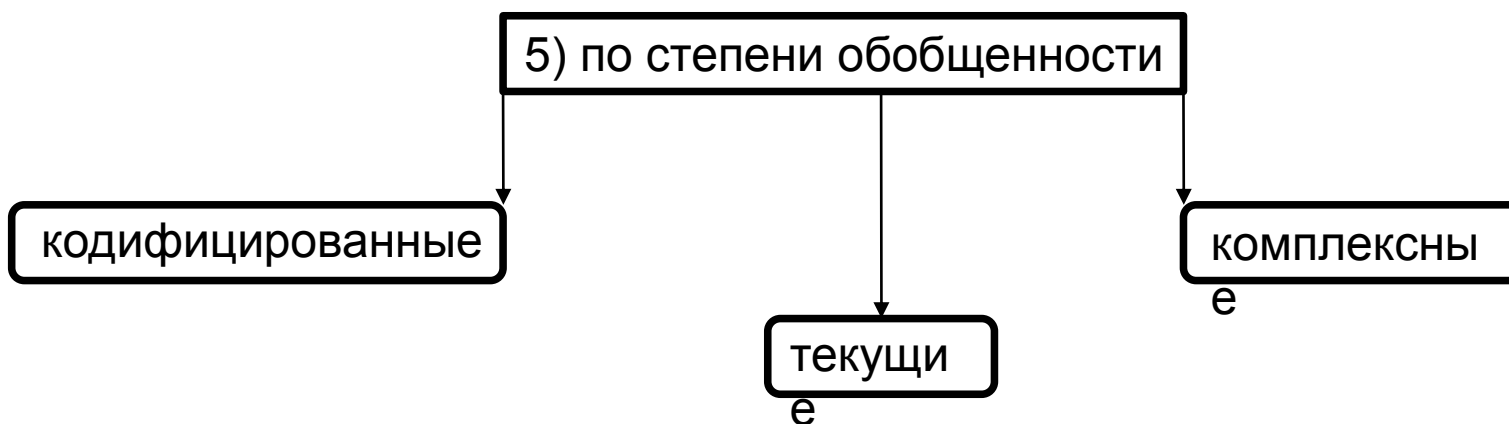 5) по степени обобщенности
кодифицированные
комплексны
е
текущи
е